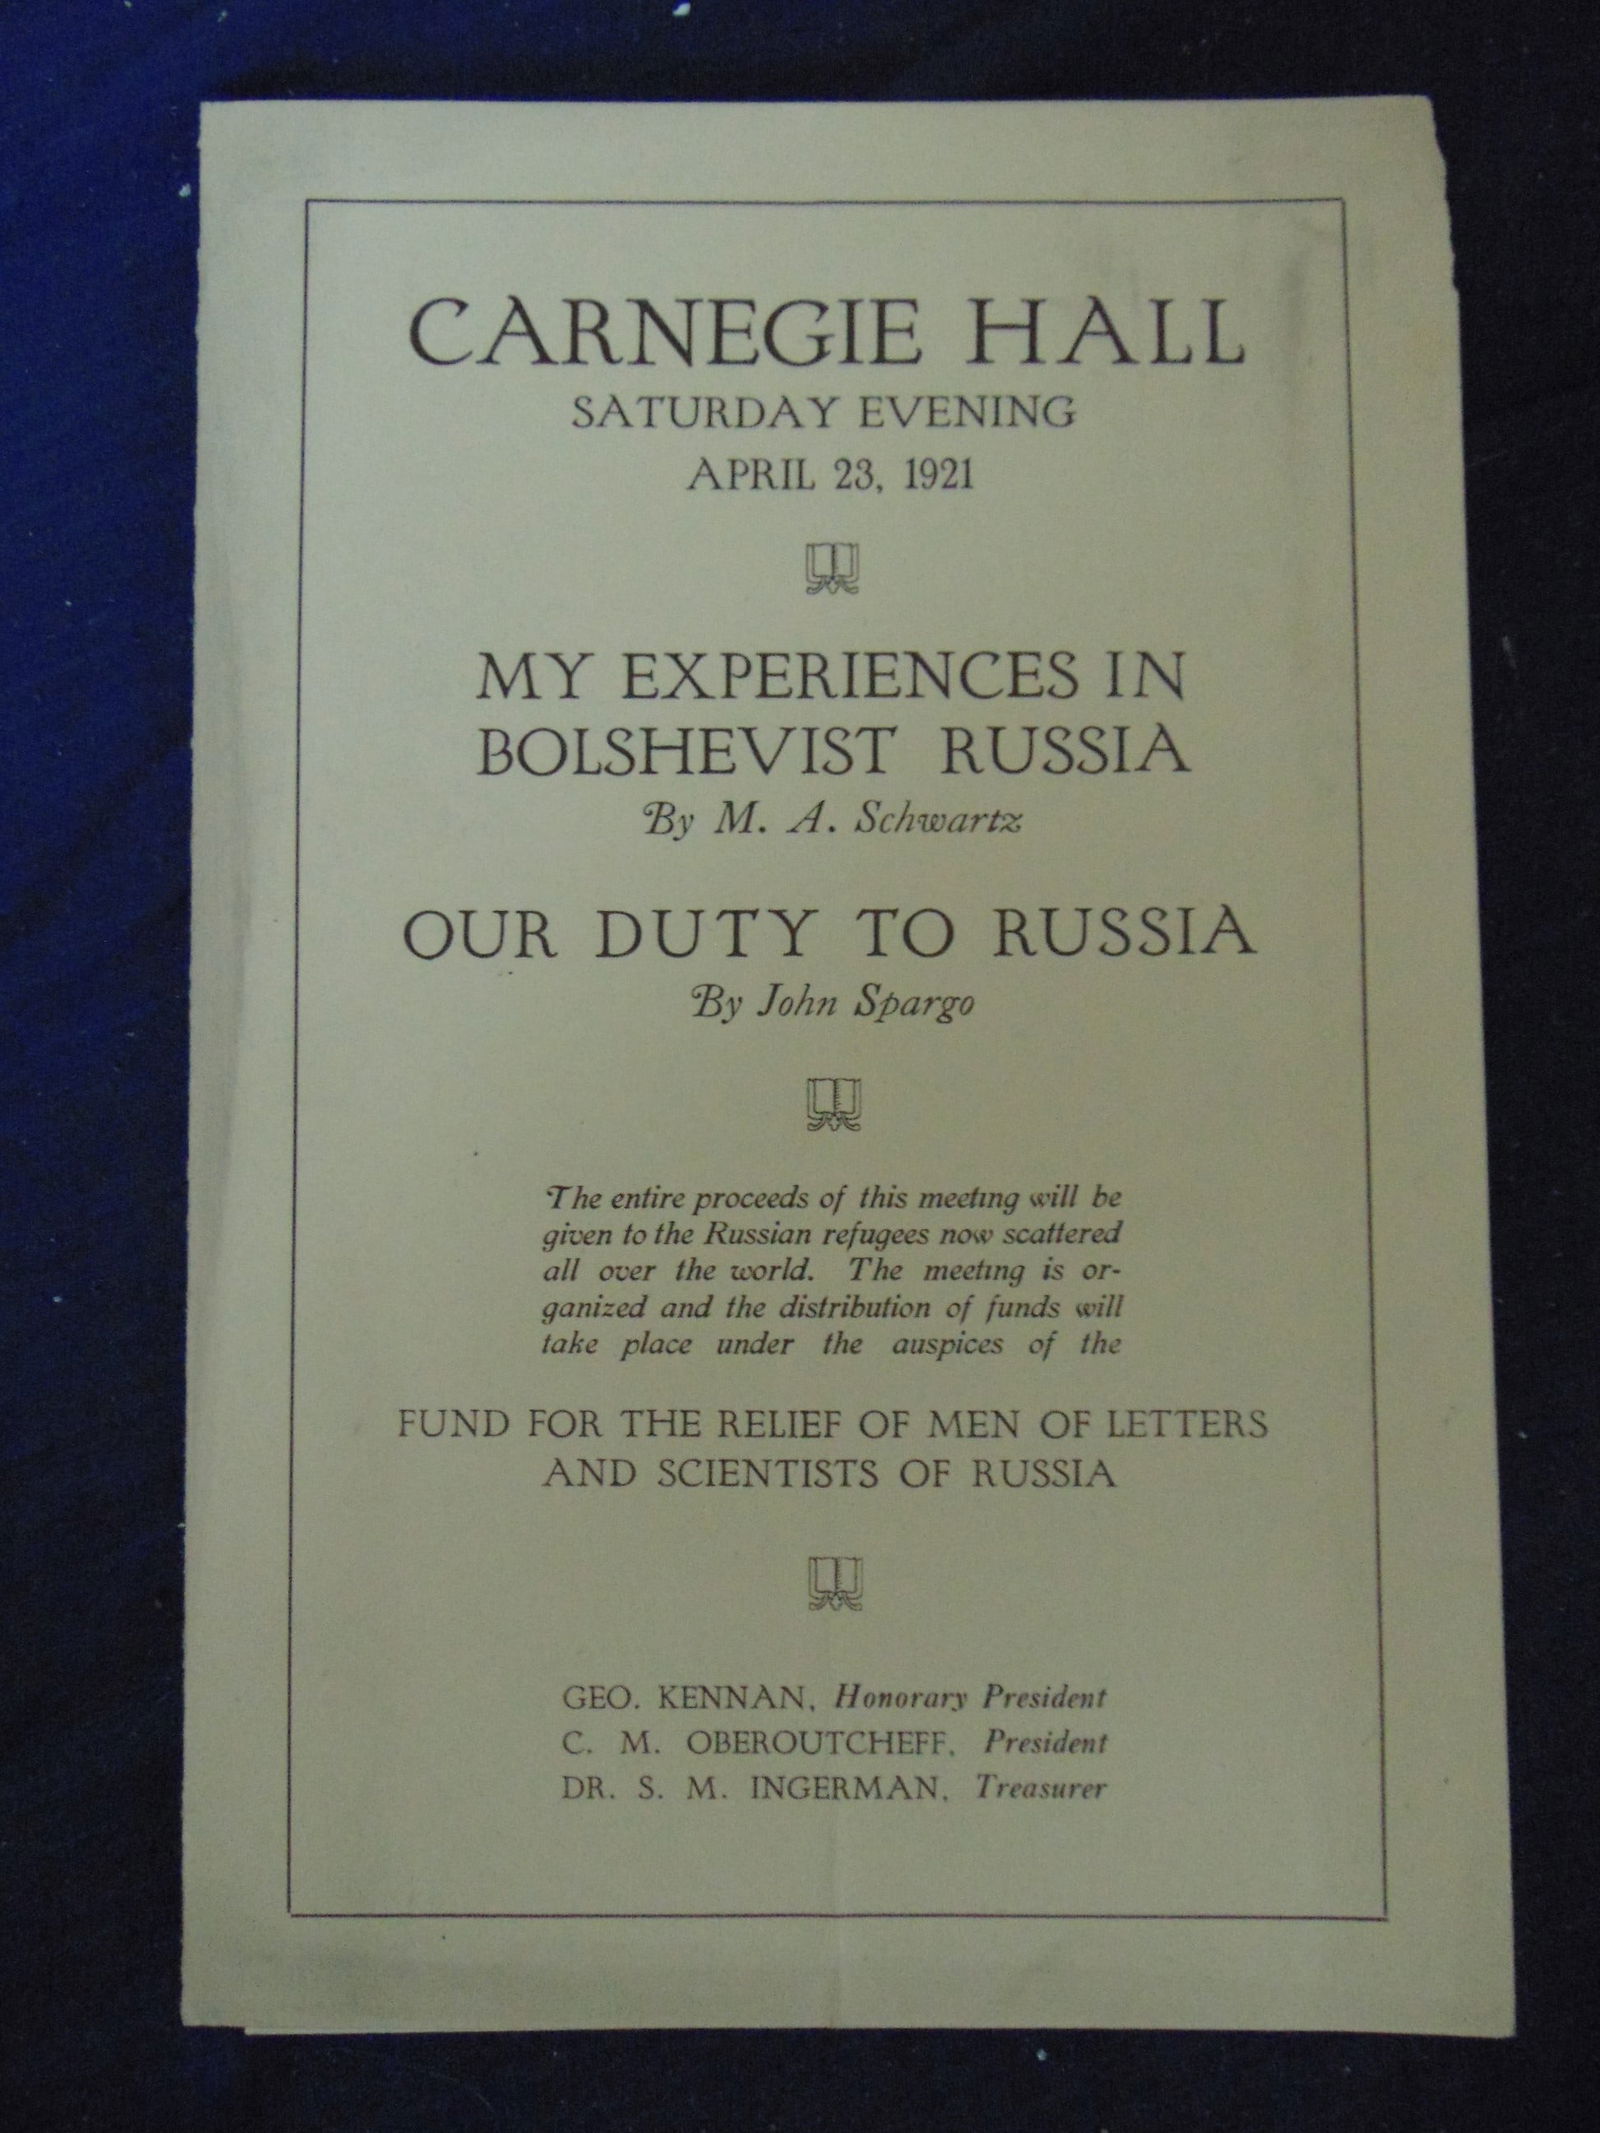 CARNEGIE HALL
SATURDAY EVENING
APRIL 23, 1921
MY EXPERIENCES IN
BOLSHEVIST RUSSIA
By M. A. Schwartz
OUR DUTY TO RUSSIA
By John Spargo
The entire proceeds of this meeting will be
given to the Russian refugees now scattered
all over the world. The meeting is or-
ganized and the distribution of funds will
take place under the auspices of the
FUND FOR THE RELIEF OF MEN OF LETTERS
AND SCIENTISTS OF RUSSIA
GEO. KENNAN, Honorary President
C. M. OBEROUTCHEFF, President
DR. S. M. INGERMAN, Treasurer